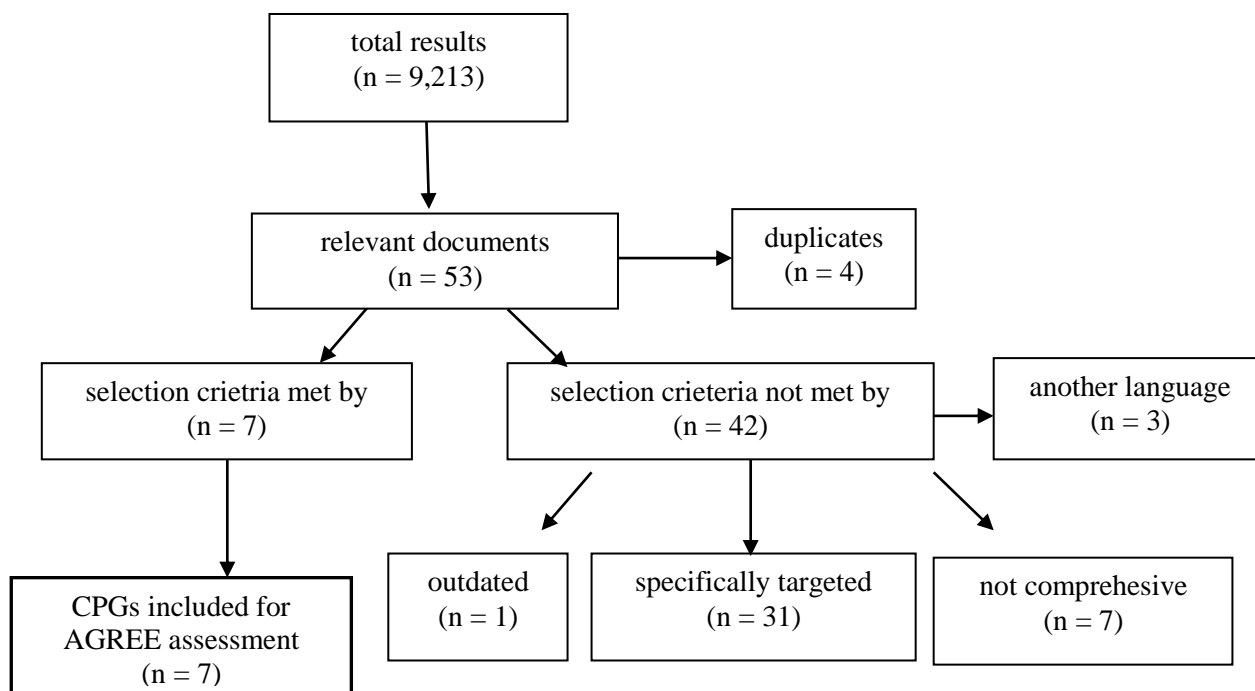 total results
(n = 9,213)
relevant documents
(n = 53)
duplicates
(n = 4)
selection crietria met by
(n = 7)
selection crieteria not met by
(n = 42)
another language
(n = 3)
CPGs included for
AGREE assessment
(n = 7)
outdated
(n = 1)
specifically targeted
(n = 31)
not comprehesive
(n = 7)